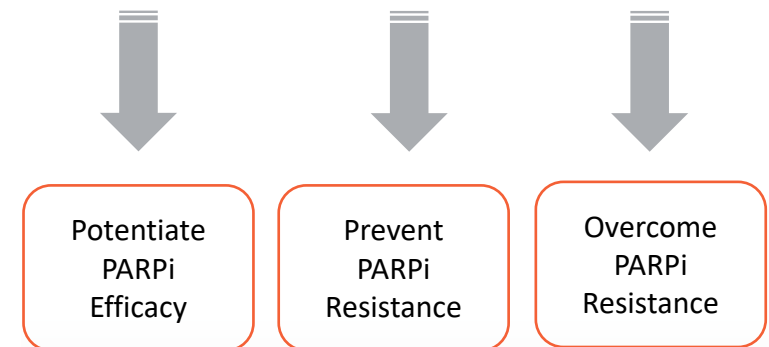 Potentiate
PARPi
Efficacy
Prevent
PARPi
Resistance
Overcome
PARPi
Resistance